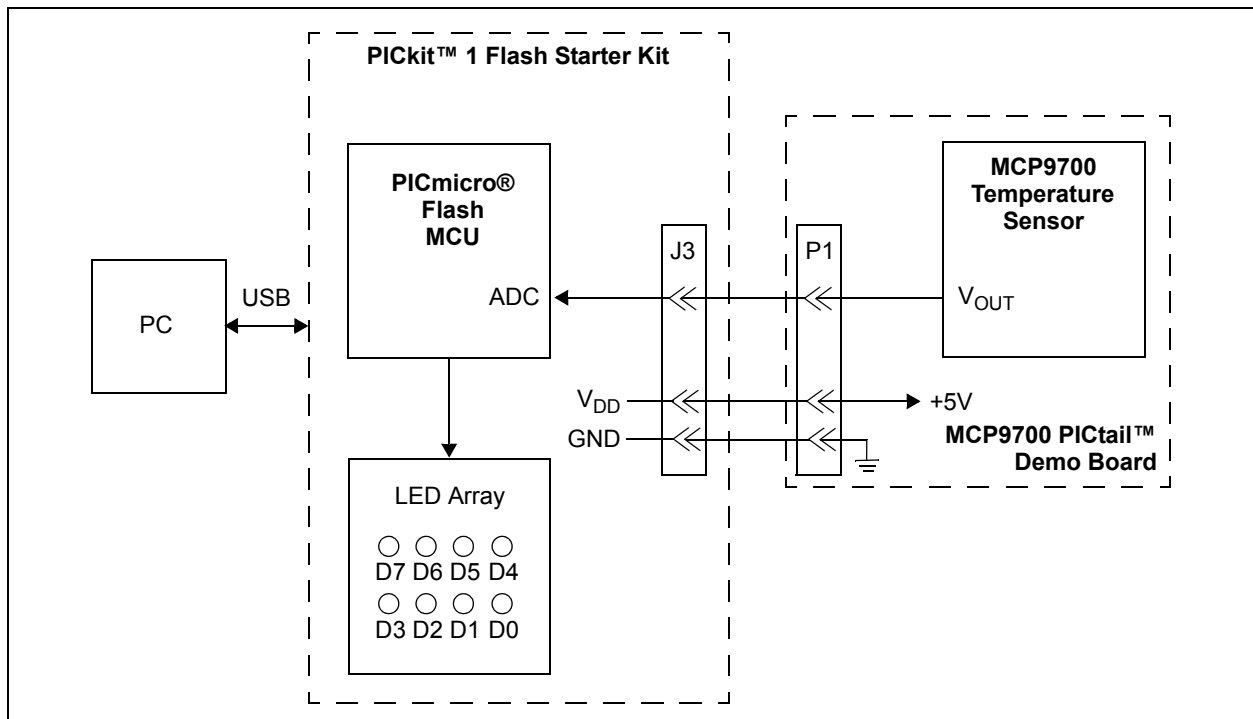 PICkit™ 1 Flash Starter Kit
PICmicro®
Flash
MCU
ADC
PC
USB
J3
P1
MCP9700
Temperature
Sensor
VOUT
VDD
GND
+5V
MCP9700 PICtail™
Demo Board
LED Array
D7 D6 D5 D4
D3 D2 D1 D0